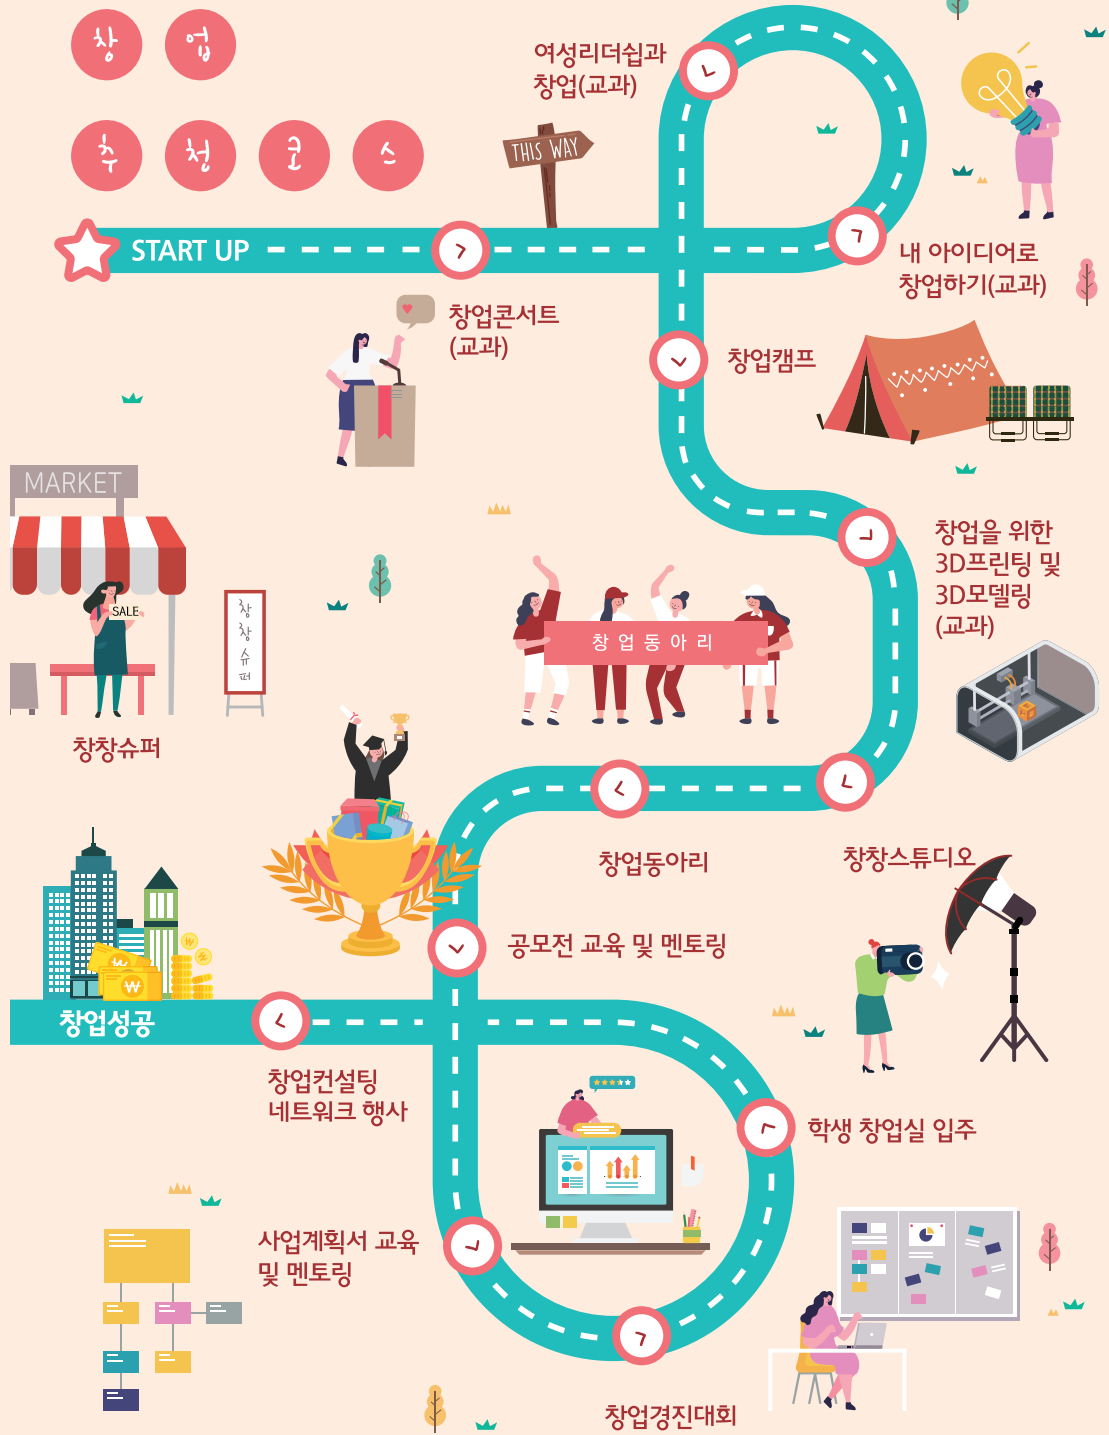 창업
추천코스
여성리더쉽과
창업(교과)
THIS WAY
START UP
내 아이디어로
창업하기(교과)
창업콘서트
(교과)
창업캠프
MARKET
SALE
창창슈퍼
창창슈퍼
창업을 위한
3D프린팅 및
3D모델링
(교과)
창업동아리
창업동아리
창창스튜디오
공모전 교육 및 멘토링
창업성공
창업컨설팅
네트워크 행사
학생 창업실 입주
사업계획서 교육
및 멘토링
창업경진대회